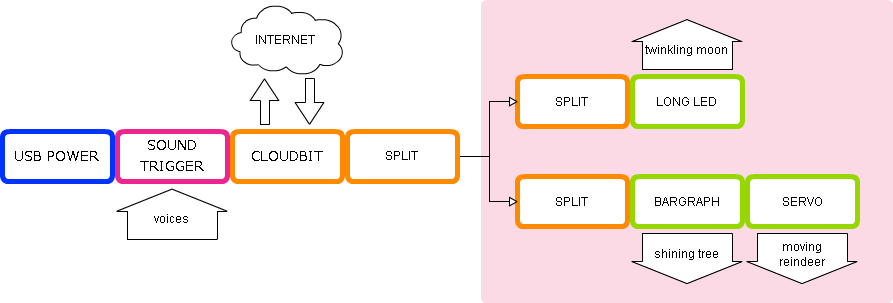 INTERNET
USB POWER
SOUND
TRIGGER
CLOUDBIT
SPLIT
voices
twinkling moon
SPLIT
LONG LED
SPLIT
BARGRAPH
SERVO
shining tree
moving
reindeer